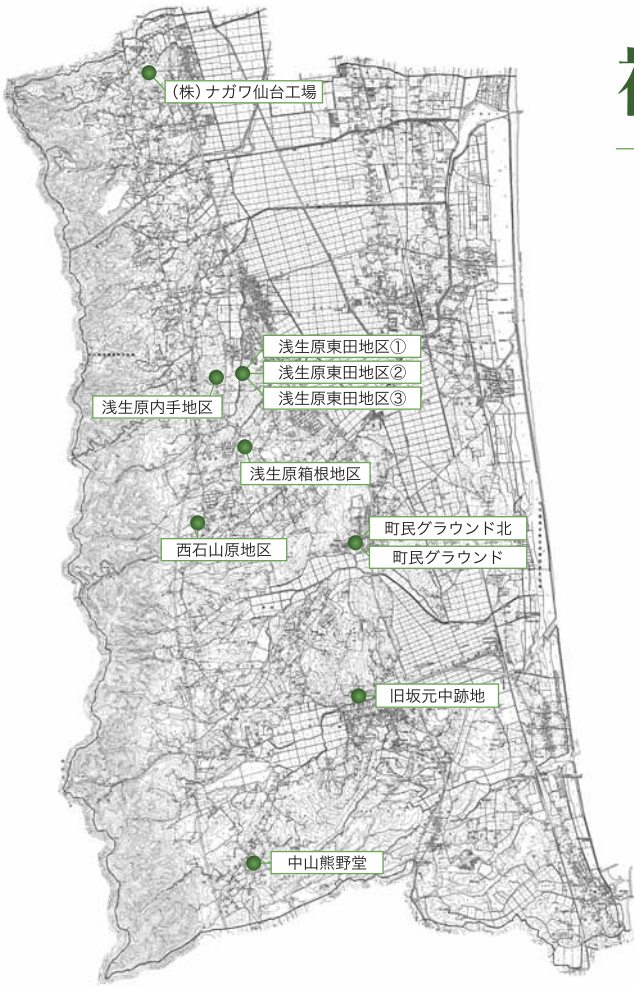 (株)ナガワ仙台工場
浅生原東田地区①
浅生原東田地区②
浅生原東田地区③
浅生原内手地区
浅生原箱根地区
町民グラウンド北
町民グラウンド
西石山原地区
旧坂元中跡地
中山熊野堂